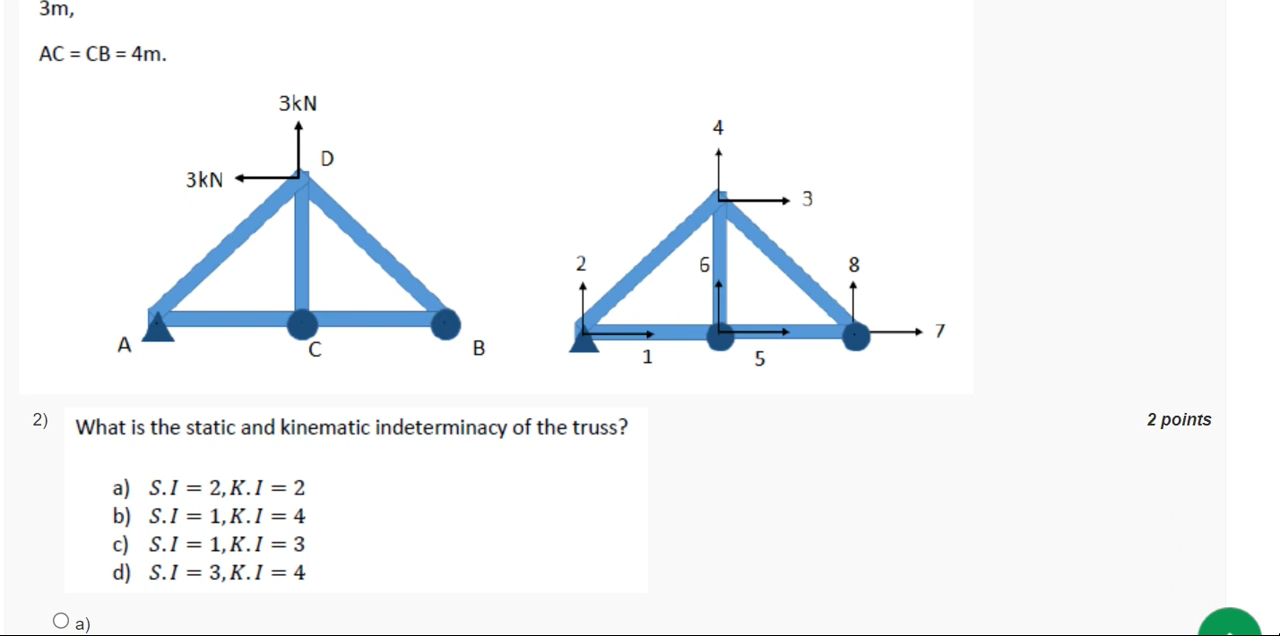 3m,
AC = CB = 4m.
3kN
D
3kN
A
C
B
4
3
2
6
8
7
1
5
2)
What is the static and kinematic indeterminacy of the truss?
2 points
a) S.I = 2, K.I = 2
b) S.I = 1, K.I = 4
c) S.I = 1, K.I = 3
d) S.I = 3, K.I = 4
a)